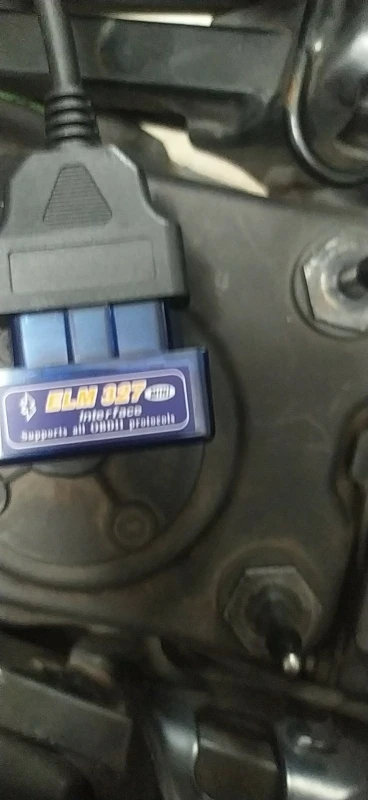 ELM 327 MINI
Interface
Supports all OBDII protocols